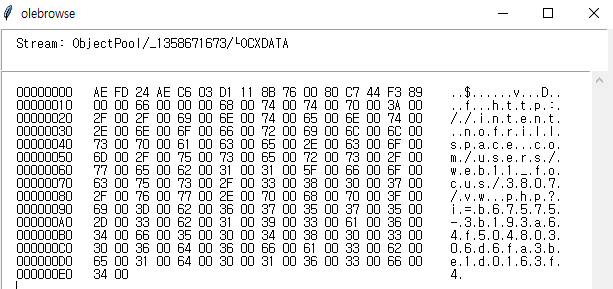 olebrowse
Stream: ObjectPool/_1358671673/└OCXDATA
00000000 AE FD 24 AE C6 03 D1 11 8B 76 00 80 C7 44 F3 89 ..$......v...D..
00000010 00 00 66 00 00 00 68 00 74 00 74 00 70 00 3A 00 ..f...h.t.t.p.:.
00000020 2F 00 2F 00 69 00 6E 00 74 00 65 00 6E 00 74 00 /./.i.n.t.e.n.t.
00000030 2E 00 6E 00 6F 00 66 00 72 00 69 00 6C 00 6C 00 ..n.o.f.r.i.l.l.
00000040 73 00 70 00 61 00 63 00 65 00 2E 00 63 00 6F 00 s.p.a.c.e...c.o.
00000050 6D 00 2F 00 75 00 73 00 65 00 72 00 73 00 2F 00 m./.u.s.e.r.s./.
00000060 77 00 65 00 62 00 31 00 31 00 5F 00 66 00 6F 00 w.e.b.1.1._.f.o.
00000070 63 00 75 00 73 00 2F 00 33 00 38 00 30 00 37 00 c.u.s./.3.8.0.7.
00000080 2F 00 76 00 77 00 2E 00 70 00 68 00 70 00 3F 00 /.v.w...p.h.p.?.
00000090 69 00 3D 00 62 00 36 00 37 00 35 00 37 00 35 00 i.=.b.6.7.5.7.5.
000000A0 2D 00 33 00 62 00 31 00 39 00 33 00 61 00 36 00 -.3.b.1.9.3.a.6.
000000B0 34 00 66 00 35 00 30 00 34 00 38 00 30 00 33 00 4.f.5.0.4.8.0.3.
000000C0 30 00 36 00 64 00 36 00 66 00 61 00 33 00 62 00 0.6.d.6.f.a.3.b.
000000D0 65 00 31 00 64 00 30 00 31 00 36 00 33 00 66 00 e.1.d.0.1.6.3.f.
000000E0 34 00 4.